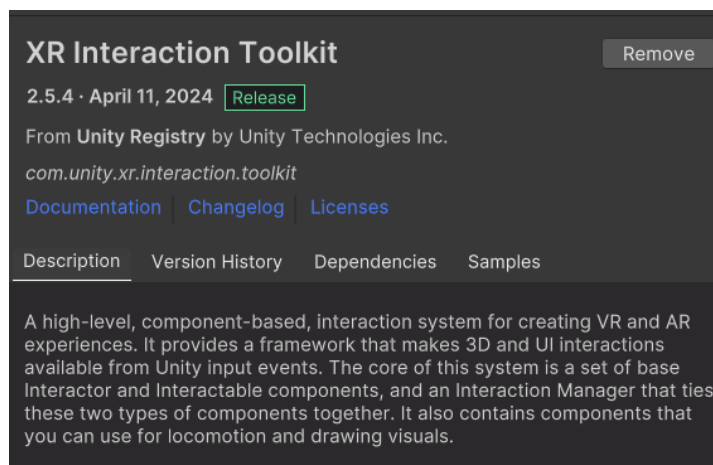 XR Interaction Toolkit
Remove
2.5.4 · April 11, 2024 Release
From Unity Registry by Unity Technologies Inc.
com.unity.xr.interaction.toolkit
Documentation Changelog Licenses
Description Version History Dependencies Samples
A high-level, component-based, interaction system for creating VR and AR
experiences. It provides a framework that makes 3D and UI interactions
available from Unity input events. The core of this system is a set of base
Interactor and Interactable components, and an Interaction Manager that ties
these two types of components together. It also contains components that
you can use for locomotion and drawing visuals.